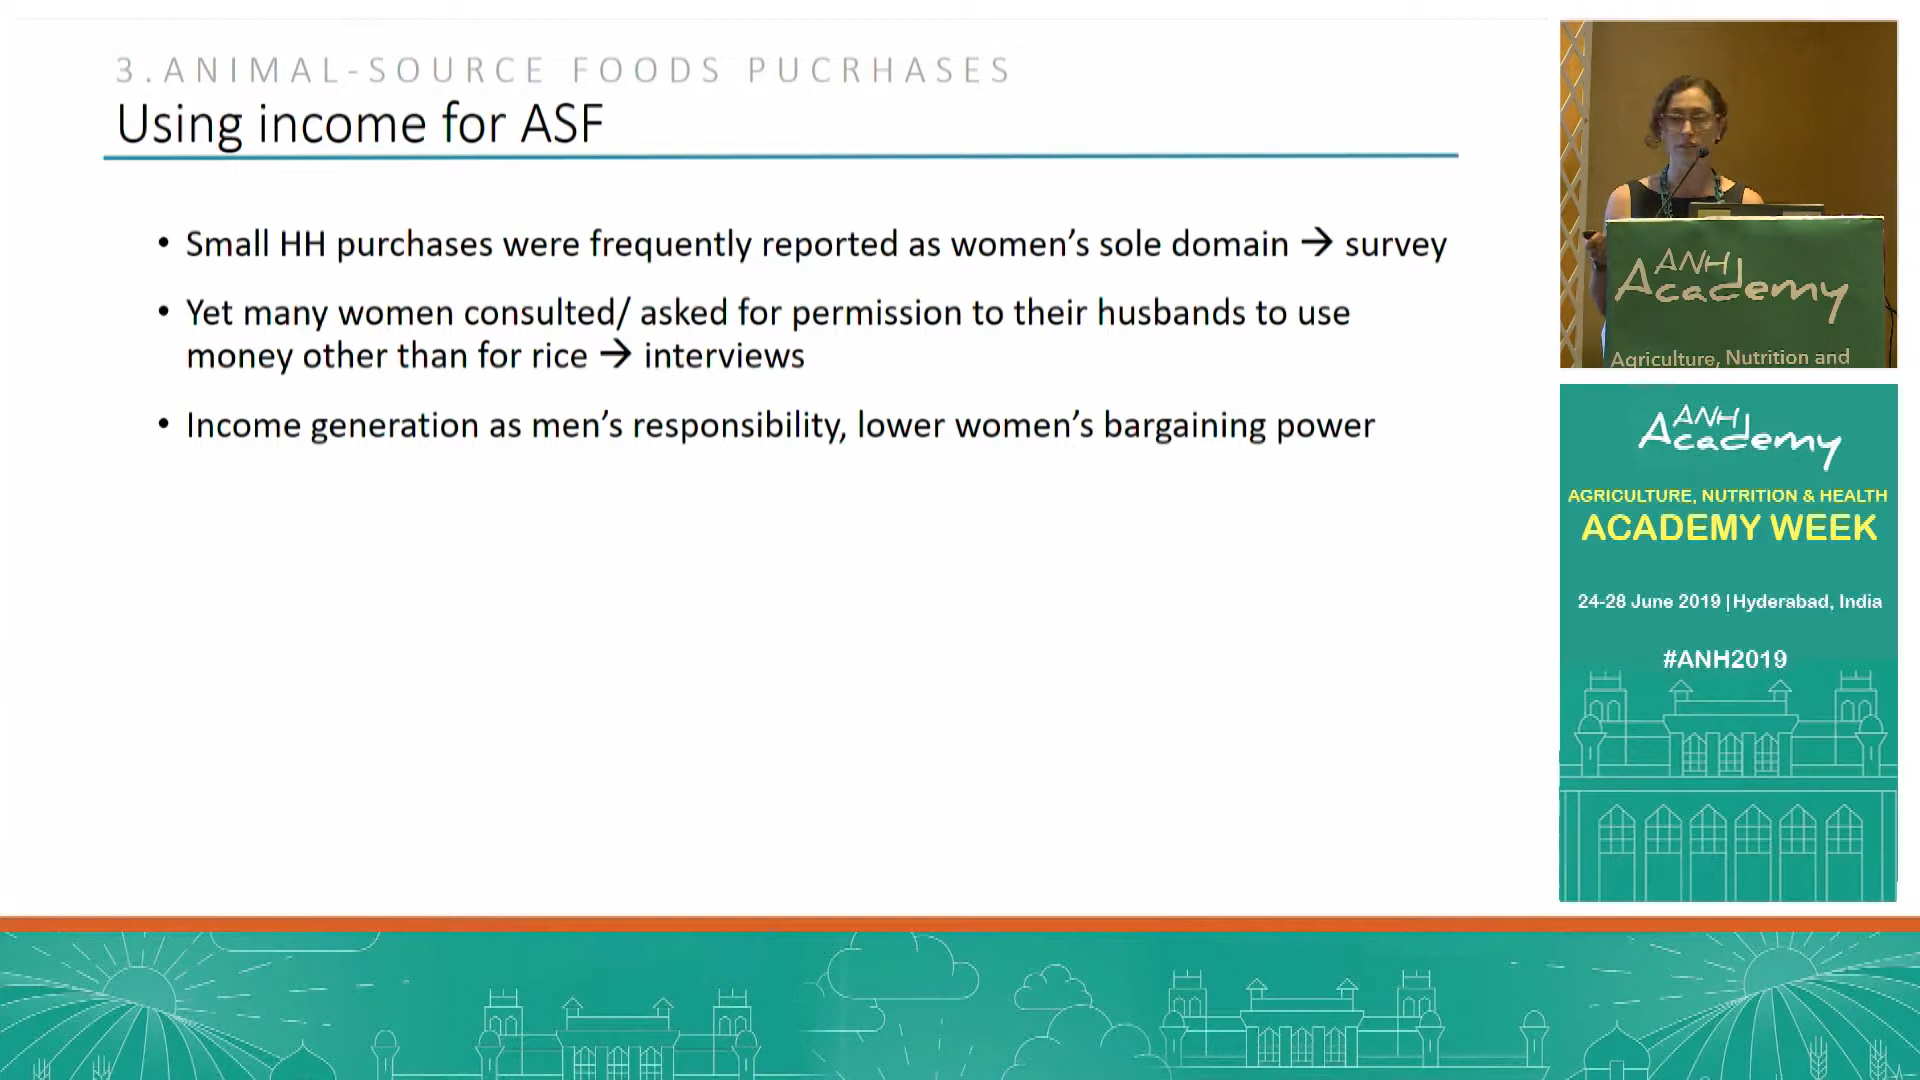 3.ANIMAL-SOURCE FOODS PUCRHASES
Using income for ASF
• Small HH purchases were frequently reported as women’s sole domain → survey
• Yet many women consulted/ asked for permission to their husbands to use
money other than for rice → interviews
• Income generation as men’s responsibility, lower women’s bargaining power
ANH
Academy
Agriculture, Nutrition and
ANH
Academy
AGRICULTURE, NUTRITION & HEALTH
ACADEMY WEEK
24-28 June 2019 | Hyderabad, India
#ANH2019